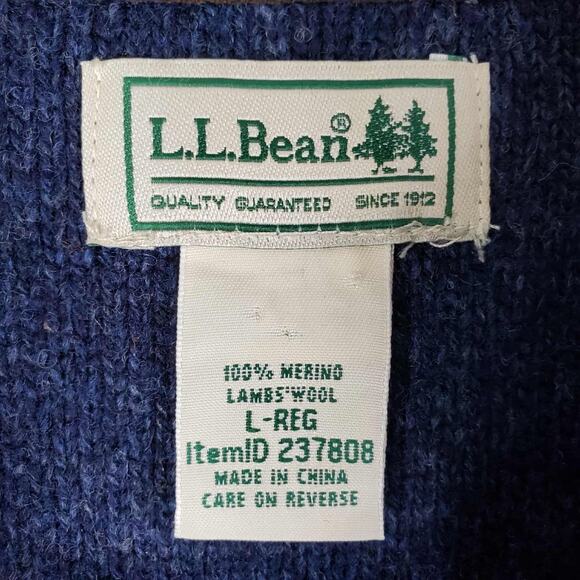 L.L.Bean®
QUALITY GUARANTEED SINCE 1912
100% MERINO
LAMBS'WOOL
L-REG
ItemID 237808
MADE IN CHINA
CARE ON REVERSE